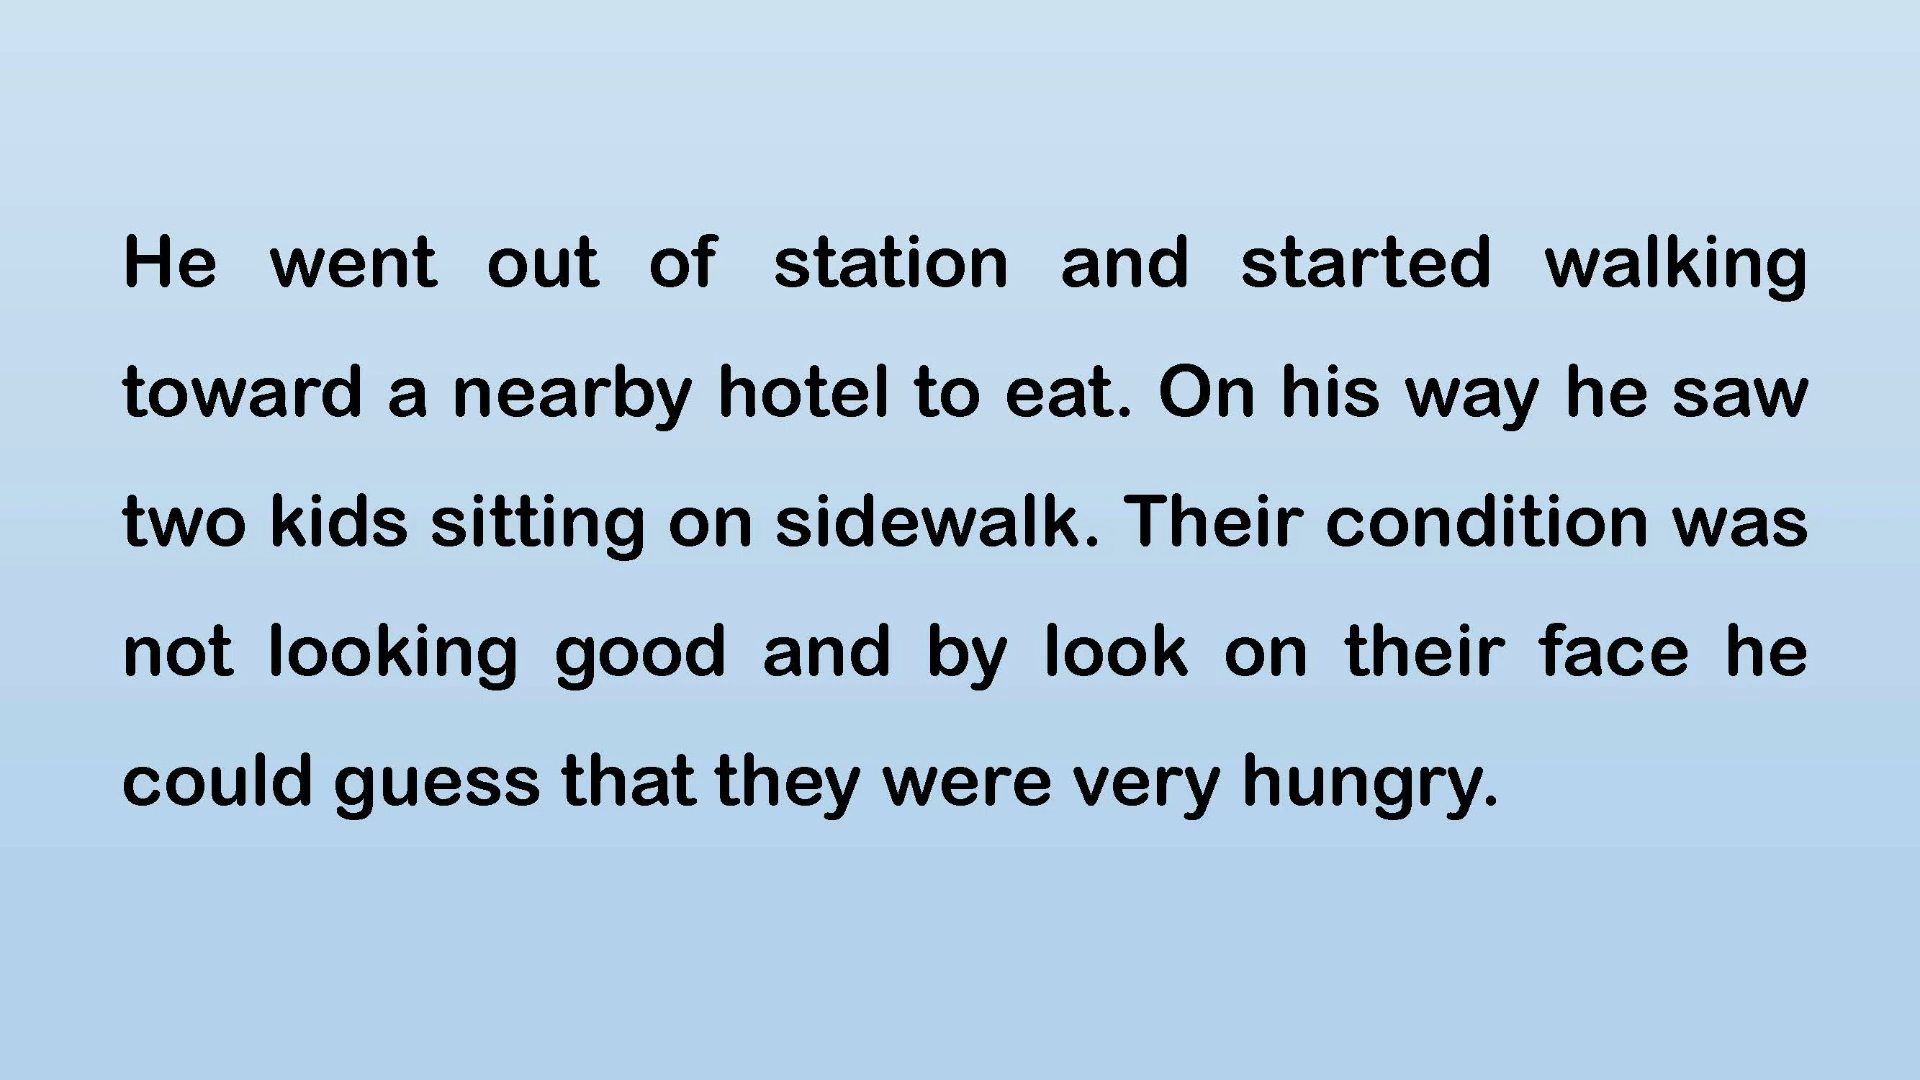 He went out of station and started walking
toward a nearby hotel to eat. On his way he saw
two kids sitting on sidewalk. Their condition was
not looking good and by look on their face he
could guess that they were very hungry.